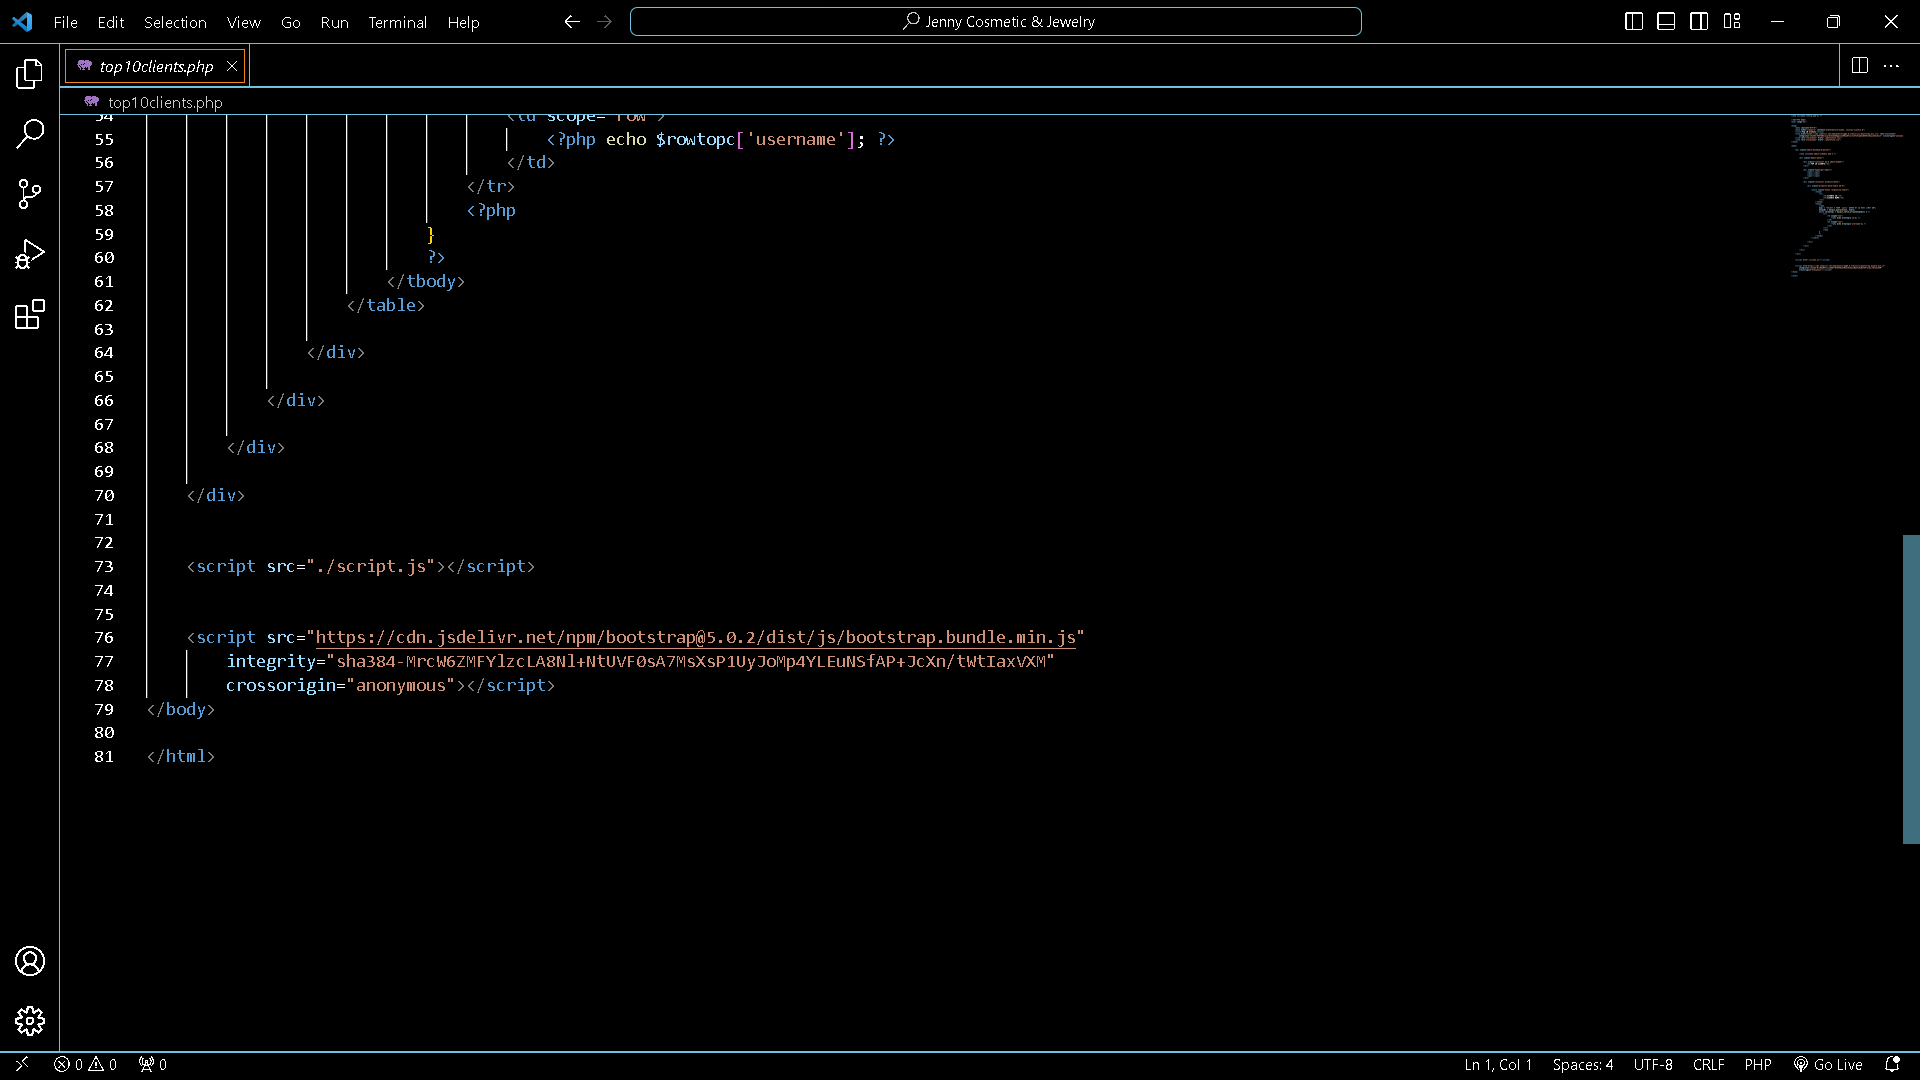 File Edit Selection View Go Run Terminal Help
Jenny Cosmetic & Jewelry
top10clients.php
top10clients.php
54 <td scope="row">
55 <?php echo $rowtopc['username']; ?>
56 </td>
57 </tr>
58 <?php
59 }
60 ?>
61 </tbody>
62 </table>
63
64 </div>
65
66 </div>
67
68 </div>
69
70 </div>
71
72
73 <script src="./script.js"></script>
74
75
76 <script src="https://cdn.jsdelivr.net/npm/bootstrap@5.0.2/dist/js/bootstrap.bundle.min.js"
77 integrity="sha384-MrcW6ZMFYlzcLA8Nl+NtUVF0sA7MsXsP1UyJoMp4YLEuNSfAP+JcXn/tWtIaxVXM"
78 crossorigin="anonymous"></script>
79 </body>
80
81 </html>
0 0 0
Ln 1, Col 1 Spaces: 4 UTF-8 CRLF PHP Go Live